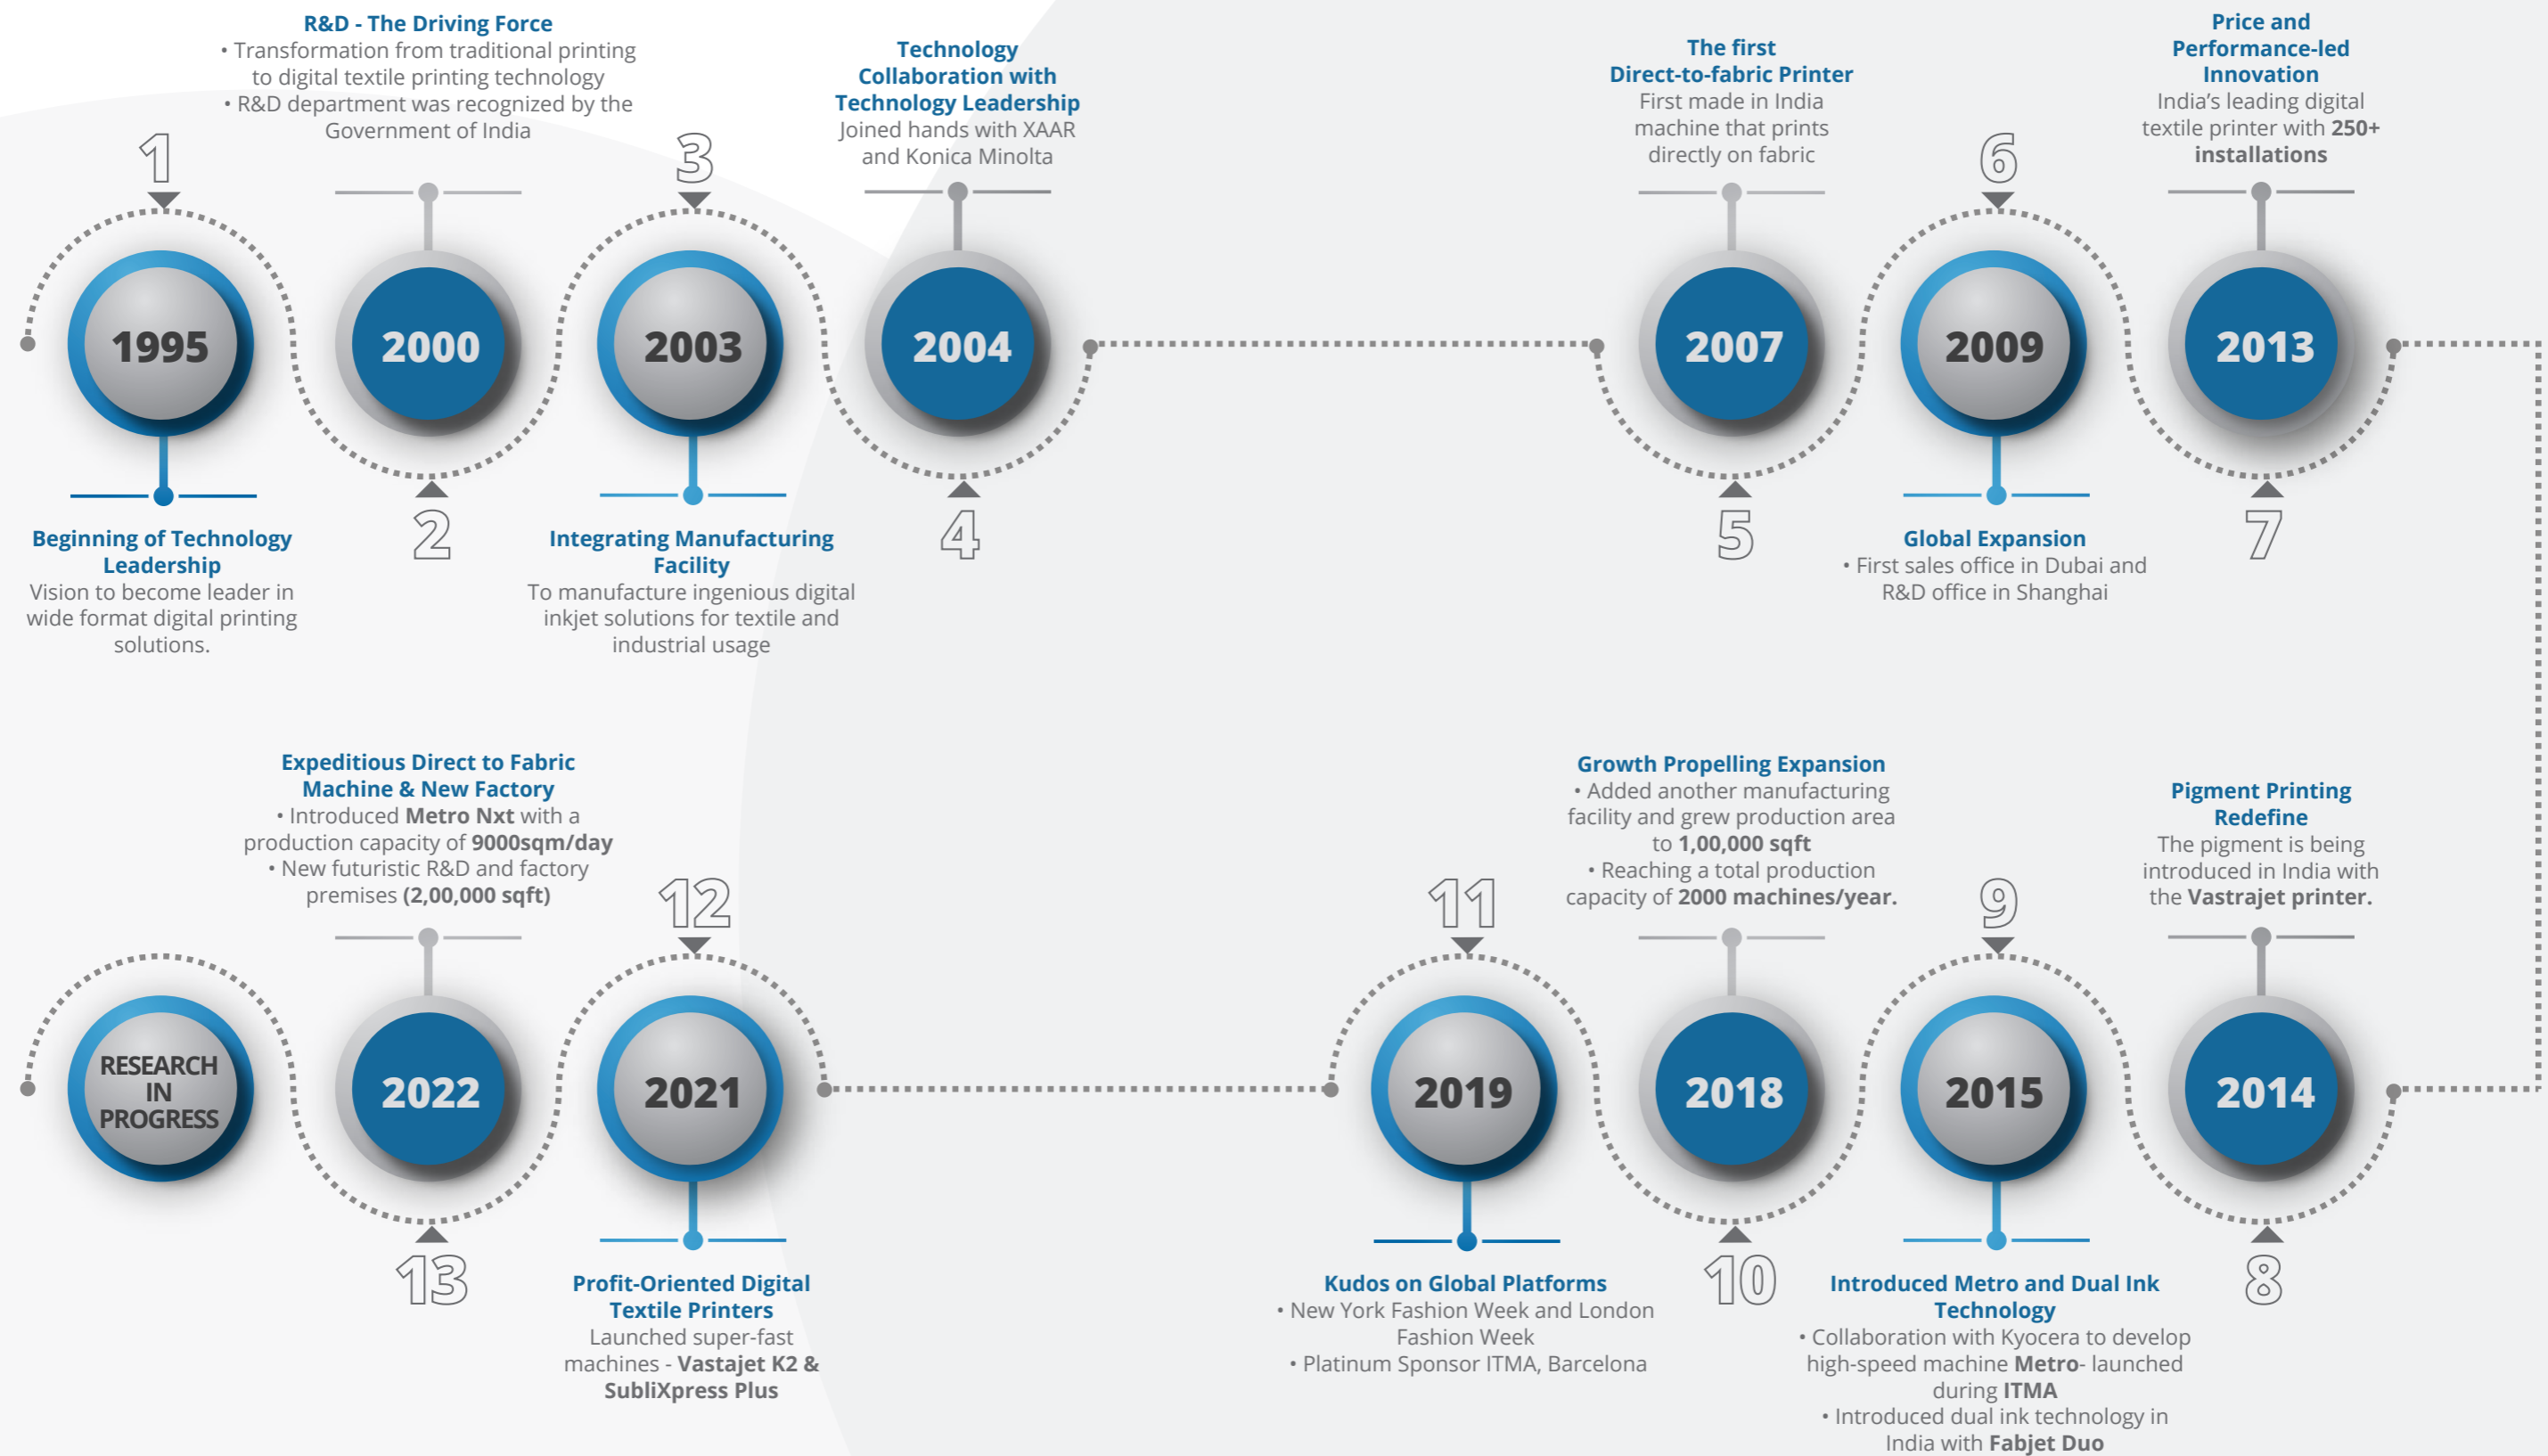 1
1995
Beginning of Technology
Leadership
Vision to become leader in
wide format digital printing
solutions.
R&D - The Driving Force
• Transformation from traditional printing
to digital textile printing technology
• R&D department was recognized by the
Government of India
2000
2
3
2003
Integrating Manufacturing
Facility
To manufacture ingenious digital
inkjet solutions for textile and
industrial usage
Technology
Collaboration with
Technology Leadership
Joined hands with XAAR
and Konica Minolta
2004
4
The first
Direct-to-fabric Printer
First made in India
machine that prints
directly on fabric
2007
5
6
2009
Global Expansion
• First sales office in Dubai and
R&D office in Shanghai
Price and
Performance-led
Innovation
India's leading digital
textile printer with 250+
installations
2013
7
Pigment Printing
Redefine
The pigment is being
introduced in India with
the Vastrajet printer.
2014
8
9
2015
Introduced Metro and Dual Ink
Technology
• Collaboration with Kyocera to develop
high-speed machine Metro- launched
during ITMA
• Introduced dual ink technology in
India with Fabjet Duo
Growth Propelling Expansion
• Added another manufacturing
facility and grew production area
to 1,00,000 sqft
• Reaching a total production
capacity of 2000 machines/year.
2018
10
11
2019
Kudos on Global Platforms
• New York Fashion Week and London
Fashion Week
• Platinum Sponsor ITMA, Barcelona
12
2021
Profit-Oriented Digital
Textile Printers
Launched super-fast
machines - Vastajet K2 &
SubliXpress Plus
Expeditious Direct to Fabric
Machine & New Factory
• Introduced Metro Nxt with a
production capacity of 9000sqm/day
• New futuristic R&D and factory
premises (2,00,000 sqft)
2022
13
RESEARCH
IN
PROGRESS